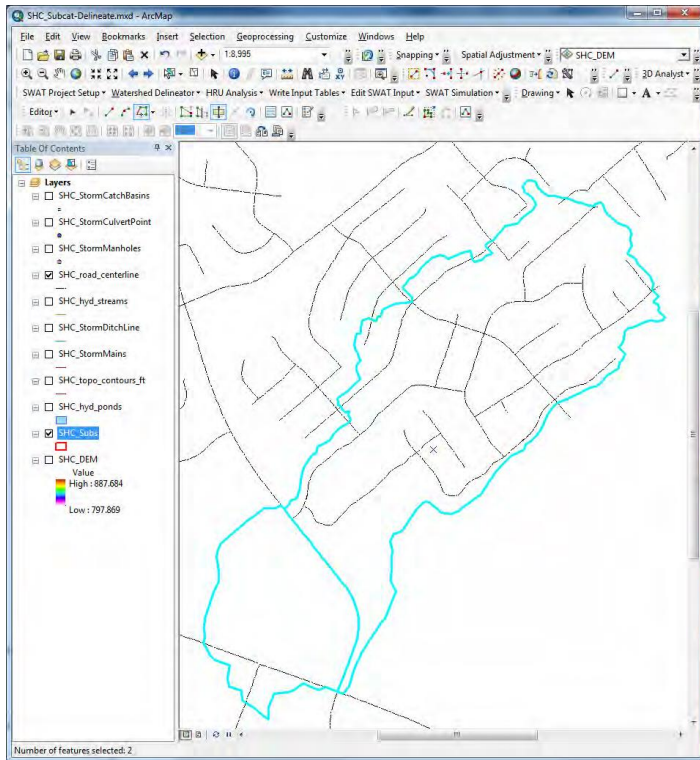 SHC_Subcat-Delineate.mxd - ArcMap
File Edit View Bookmarks Insert Selection Geoprocessing Customize Windows Help
1:8,995 Snapping Spatial Adjustment SHC_DEM
3D Analyst
SWAT Project Setup Watershed Delineator HRU Analysis Write Input Tables Edit SWAT Input SWAT Simulation Drawing A
Editor
Table Of Contents
Layers
SHC_StormCatchBasins
SHC_StormCulvertPoint
SHC_StormManholes
SHC_road_centerline
SHC_hyd_streams
SHC_StormDitchLine
SHC_StormMains
SHC_topo_contours_ft
SHC_hyd_ponds
SHC_Subs
SHC_DEM
Value
High : 887.684
Low : 797.869
Number of features selected: 2